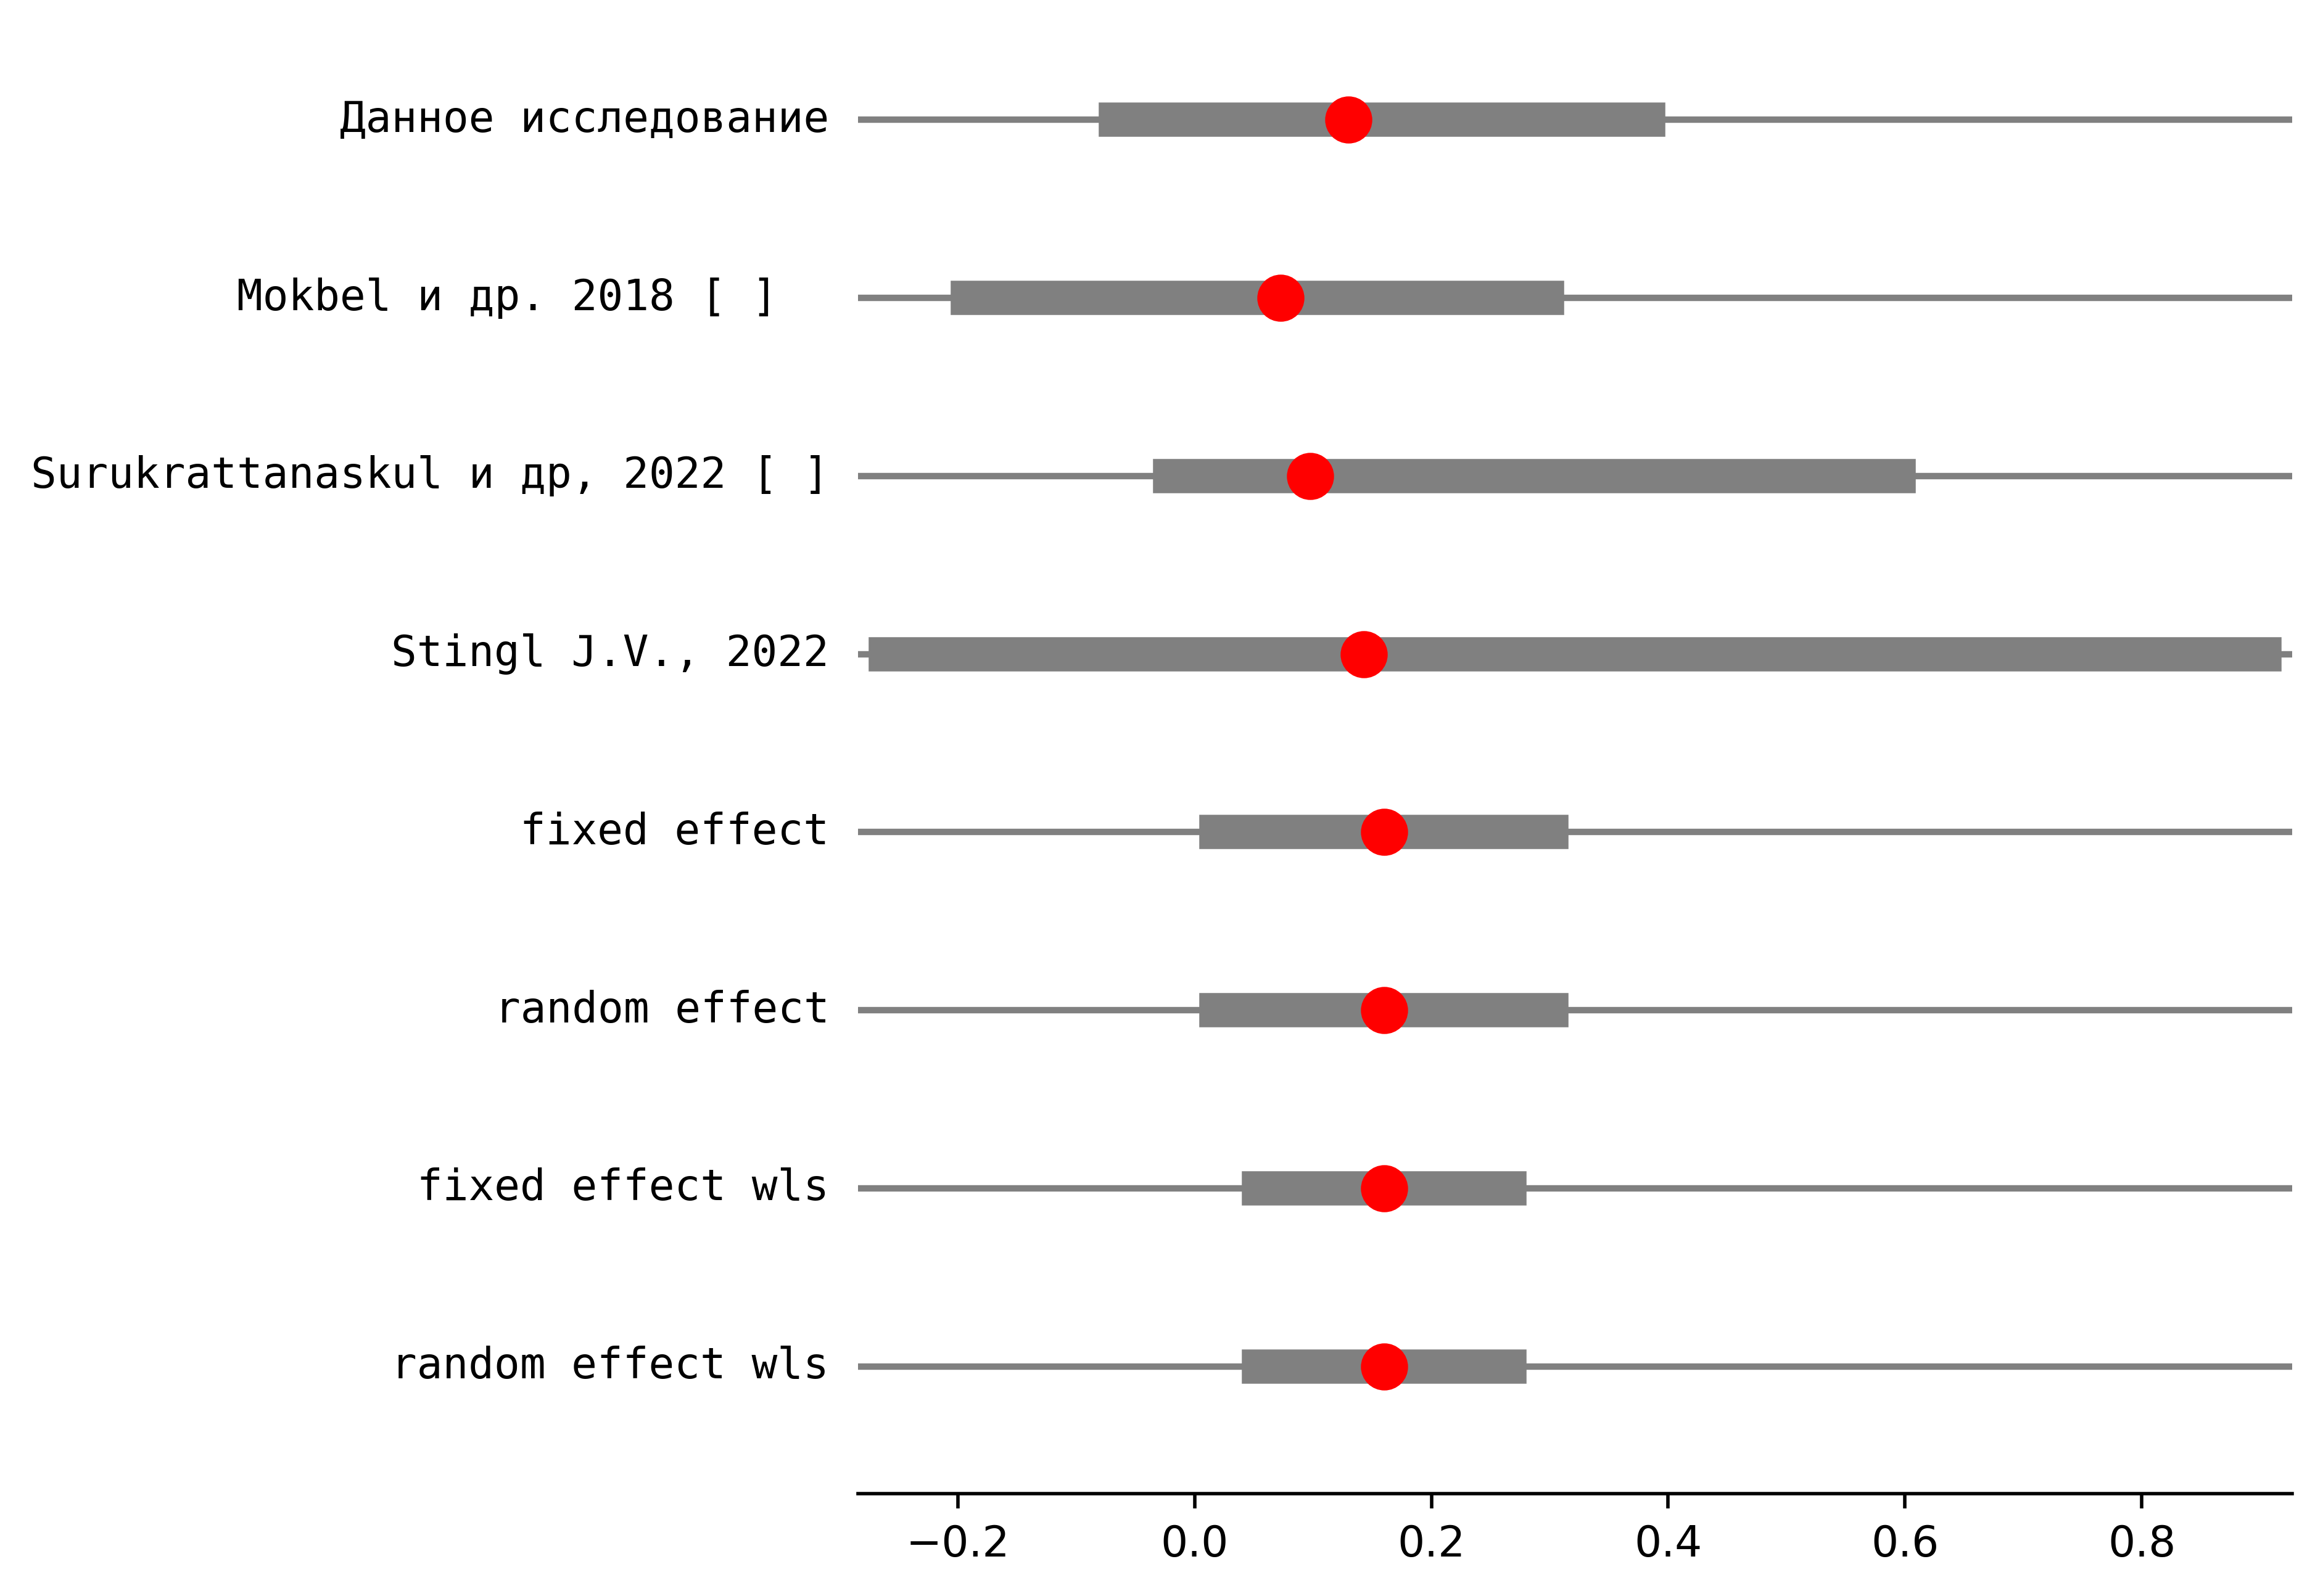 Данное исследование
Mokbel и др. 2018 [ ]
Surukrattanaskul и др, 2022 [ ]
Stingl J.V., 2022
fixed effect
random effect
fixed effect wls
random effect wls
−0.2 0.0 0.2 0.4 0.6 0.8